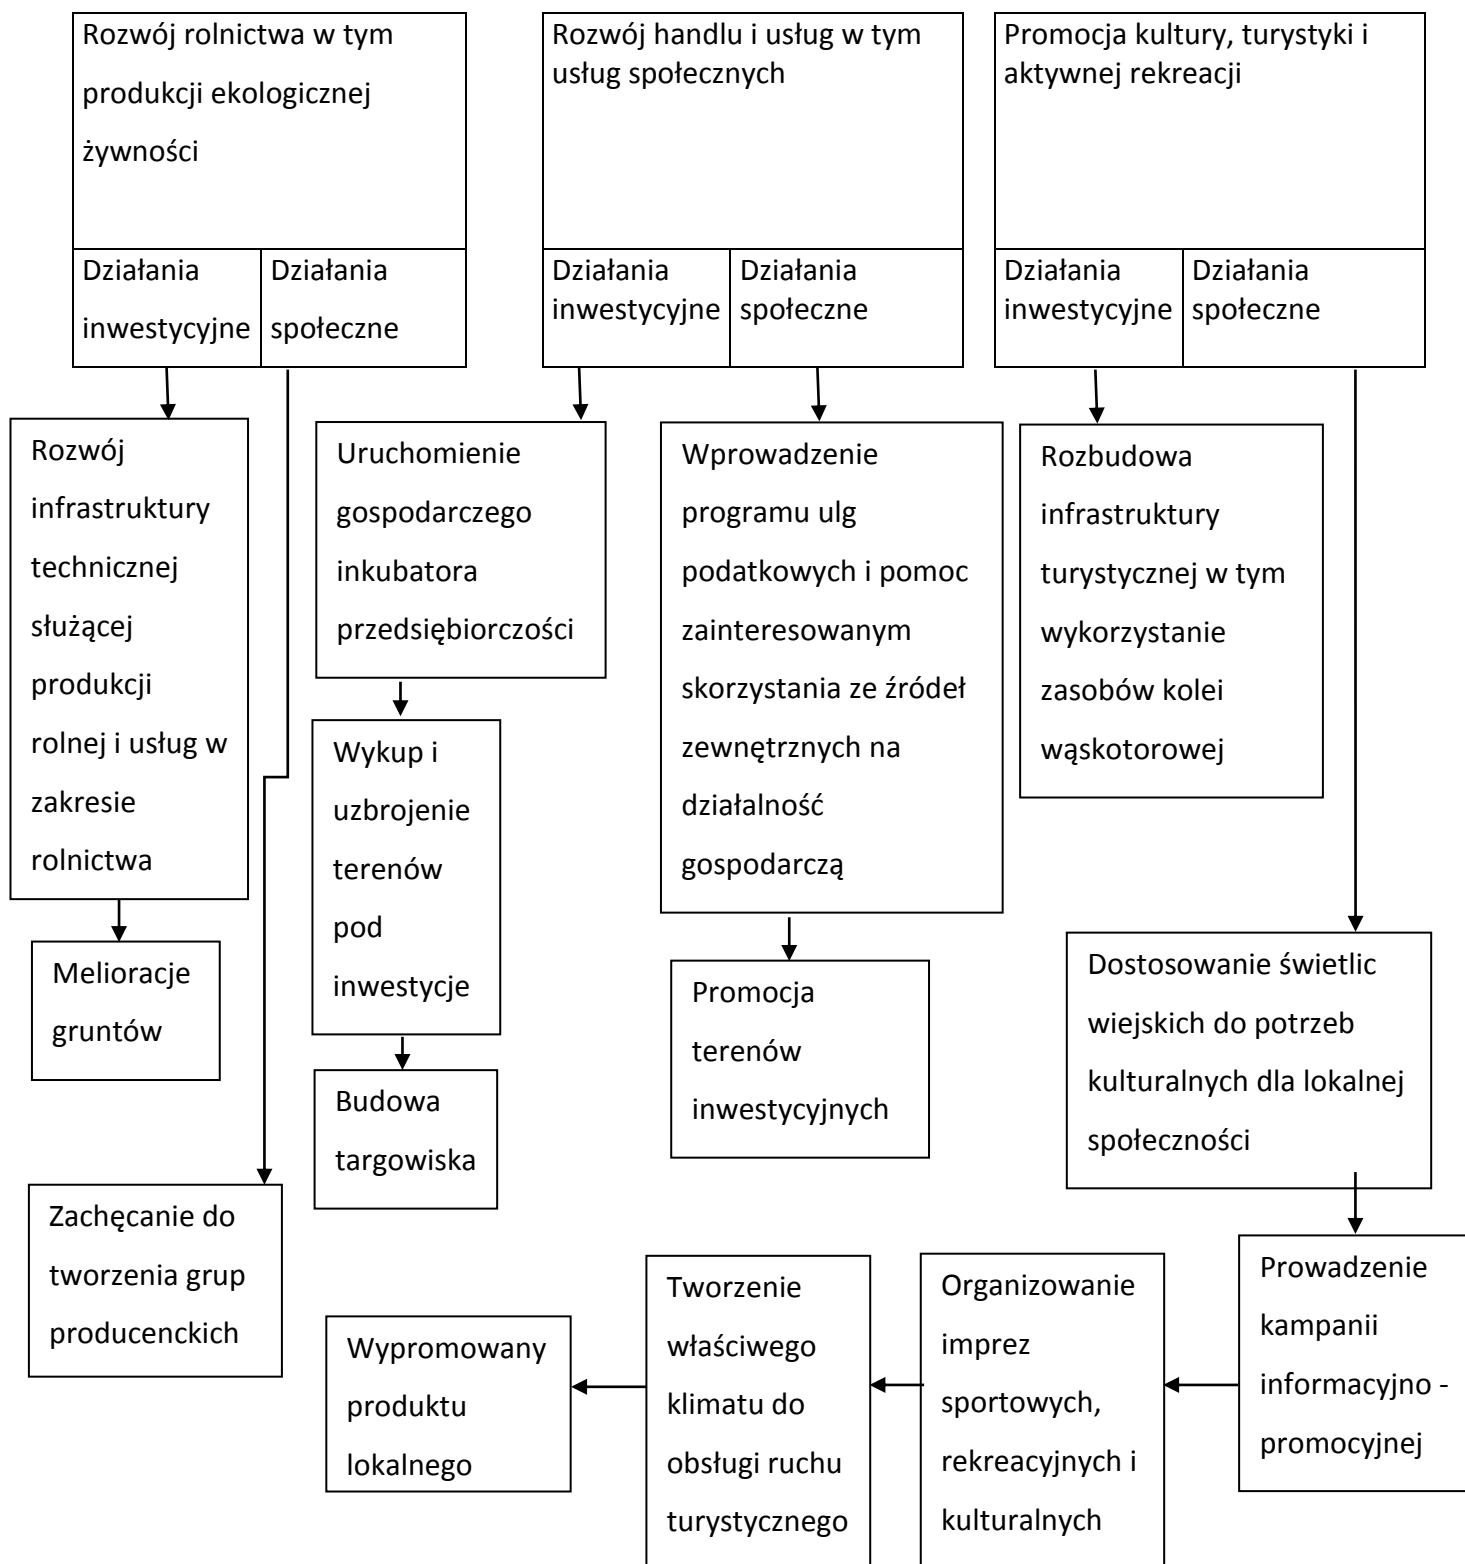 Rozwój rolnictwa w tym
produkcji ekologicznej
żywności
Działania
inwestycyjne
Działania
społeczne
Rozwój handlu i usług w tym
usług społecznych
Działania
inwestycyjne
Działania
społeczne
Promocja kultury, turystyki i
aktywnej rekreacji
Działania
inwestycyjne
Działania
społeczne
Rozwój
infrastruktury
technicznej
służącej
produkcji
rolnej i usług w
zakresie
rolnictwa
Melioracje
gruntów
Zachęcanie do
tworzenia grup
producenckich
Uruchomienie
gospodarczego
inkubatora
przedsiębiorczości
Wykup i
uzbrojenie
terenów
pod
inwestycje
Budowa
targowiska
Wprowadzenie
programu ulg
podatkowych i pomoc
zainteresowanym
skorzystania ze źródeł
zewnętrznych na
działalność
gospodarczą
Promocja
terenów
inwestycyjnych
Rozbudowa
infrastruktury
turystycznej w tym
wykorzystanie
zasobów kolei
wąskotorowej
Dostosowanie świetlic
wiejskich do potrzeb
kulturalnych dla lokalnej
społeczności
Prowadzenie
kampanii
informacyjno -
promocyjnej
Organizowanie
imprez
sportowych,
rekreacyjnych i
kulturalnych
Tworzenie
właściwego
klimatu do
obsługi ruchu
turystycznego
Wypromowany
produktu
lokalnego